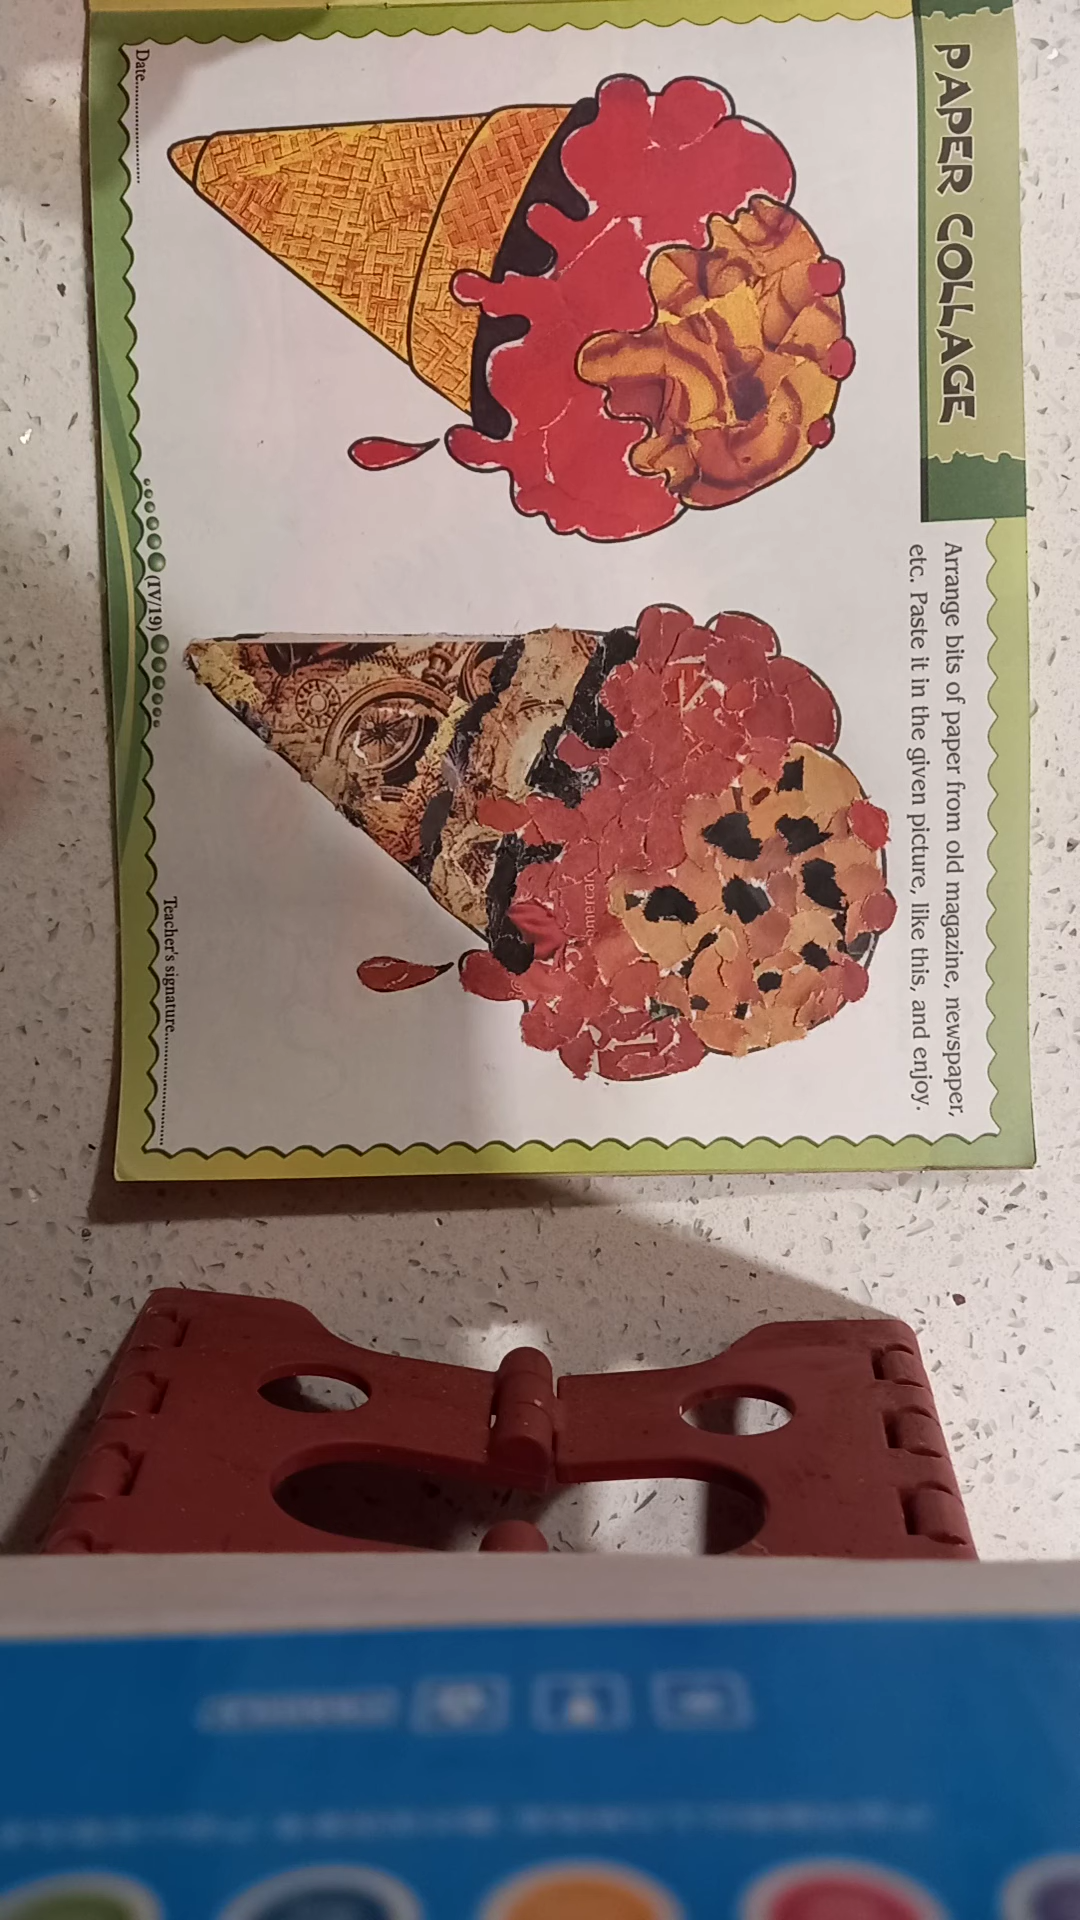 PAPER COLLAGE
Arrange bits of paper from old magazine, newspaper,
etc. Paste it in the given picture, like this, and enjoy.
Date....................
(IV/19)
Teacher's signature....................